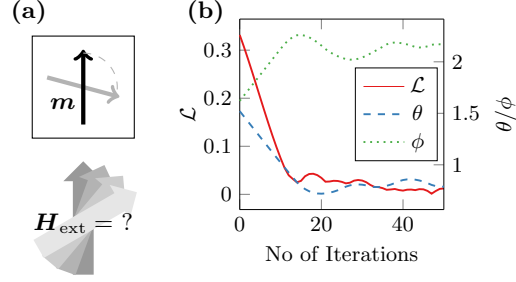 (a)
m
H_ext = ?
(b)
0.3
0.2
0.1
0
ℒ
2
1.5
1
θ/ϕ
ℒ
θ
ϕ
0
20
40
No of Iterations